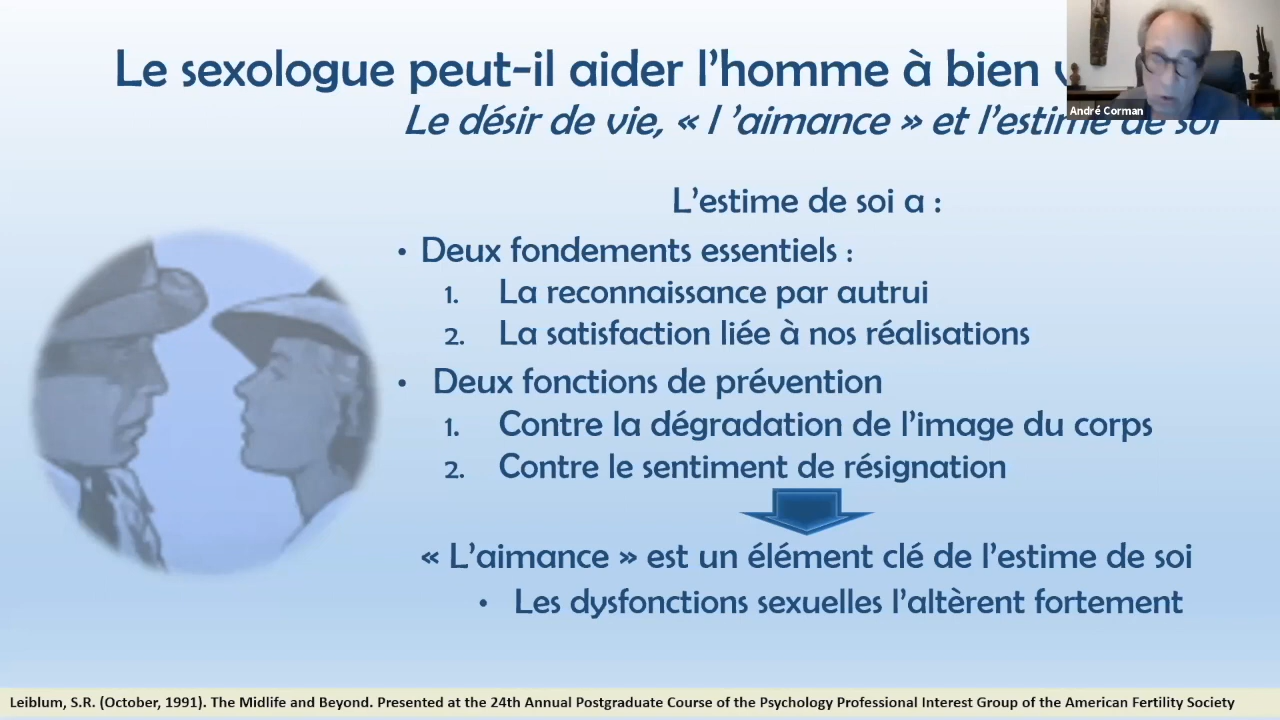 Le sexologue peut-il aider l'homme à bien
André Corman
Le désir de vie, « l 'aimance » et l'estime de soi
L'estime de soi a :
• Deux fondements essentiels :
1. La reconnaissance par autrui
2. La satisfaction liée à nos réalisations
• Deux fonctions de prévention
1. Contre la dégradation de l'image du corps
2. Contre le sentiment de résignation
« L'aimance » est un élément clé de l'estime de soi
• Les dysfonctions sexuelles l'altèrent fortement
Leiblum, S.R. (October, 1991). The Midlife and Beyond. Presented at the 24th Annual Postgraduate Course of the Psychology Professional Interest Group of the American Fertility Society